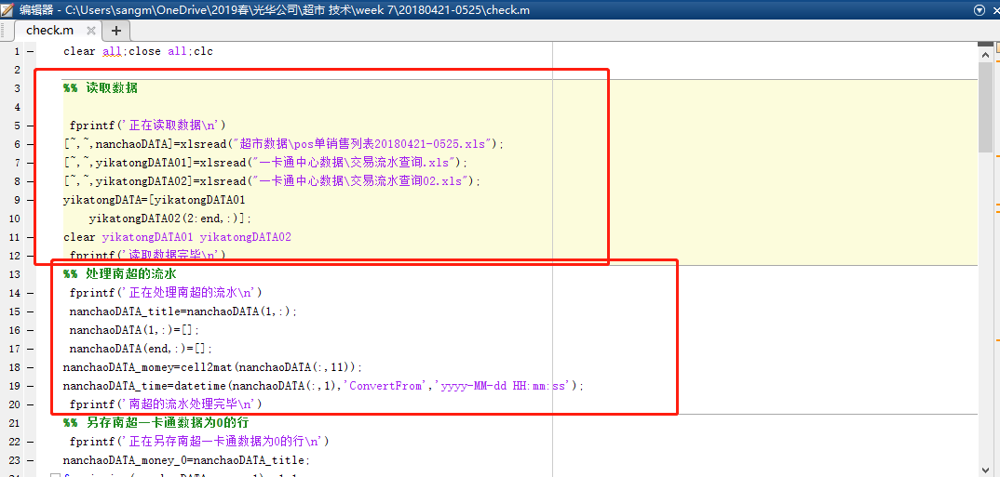 编辑器 - C:\Users\sangm\OneDrive\2019春\光华公司\超市 技术\week 7\20180421-0525\check.m
check.m
1 clear all;close all;clc
2
3 %% 读取数据
4
5 fprintf('正在读取数据\n')
6 [~,~,nanchaoDATA]=xlsread("超市数据\pos单销售列表20180421-0525.xls");
7 [~,~,yikatongDATA01]=xlsread("一卡通中心数据\交易流水查询.xls");
8 [~,~,yikatongDATA02]=xlsread("一卡通中心数据\交易流水查询02.xls");
9 yikatongDATA=[yikatongDATA01
10 yikatongDATA02(2:end,:)];
11 clear yikatongDATA01 yikatongDATA02
12 fprintf('读取数据完毕\n')
13 %% 处理南超的流水
14 fprintf('正在处理南超的流水\n')
15 nanchaoDATA_title=nanchaoDATA(1,:);
16 nanchaoDATA(1,:)=[];
17 nanchaoDATA(end,:)=[];
18 nanchaoDATA_momey=cell2mat(nanchaoDATA(:,11));
19 nanchaoDATA_time=datetime(nanchaoDATA(:,1),'ConvertFrom','yyyy-MM-dd HH:mm:ss');
20 fprintf('南超的流水处理完毕\n')
21 %% 另存南超一卡通数据为0的行
22 fprintf('正在另存南超一卡通数据为0的行\n')
23 nanchaoDATA_money_0=nanchaoDATA_title;